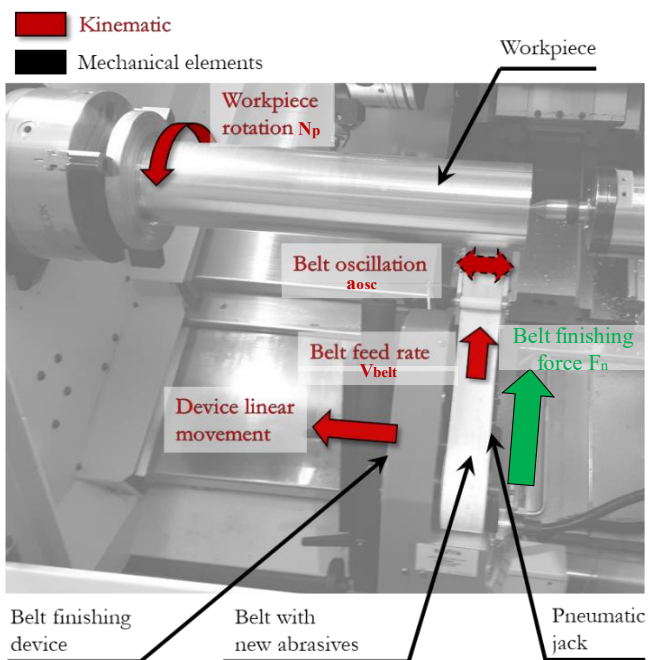 Kinematic
Mechanical elements
Workpiece
Workpiece
rotation Np
Belt oscillation
aosc
Belt feed rate
Vbelt
Belt finishing
force Fn
Device linear
movement
Belt finishing
device
Belt with
new abrasives
Pneumatic
jack